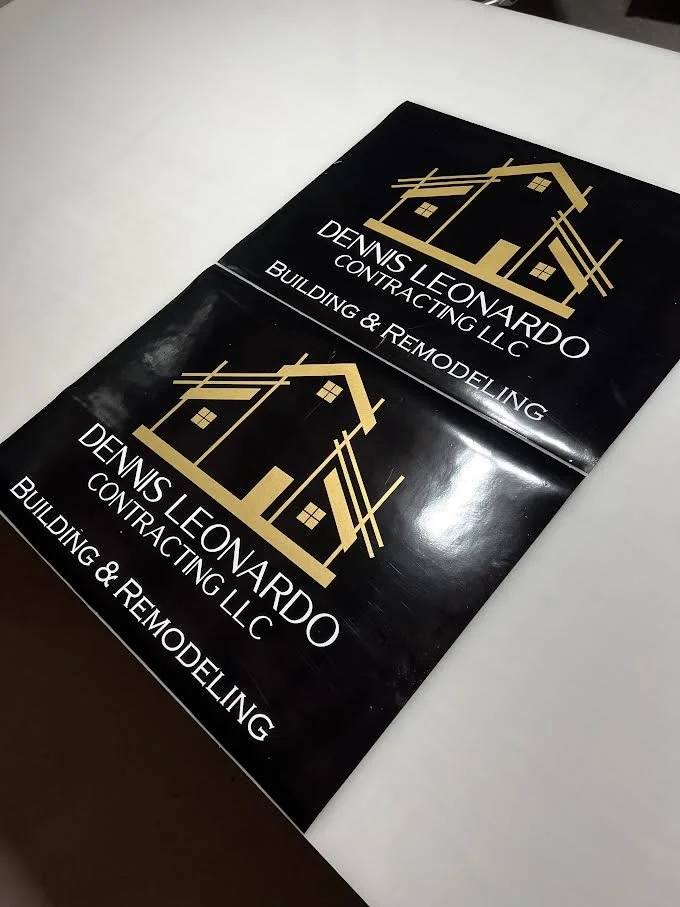 DENNIS LEONARDO
CONTRACTING LLC
BUILDING & REMODELING
DENNIS LEONARDO
CONTRACTING LLC
BUILDING & REMODELING